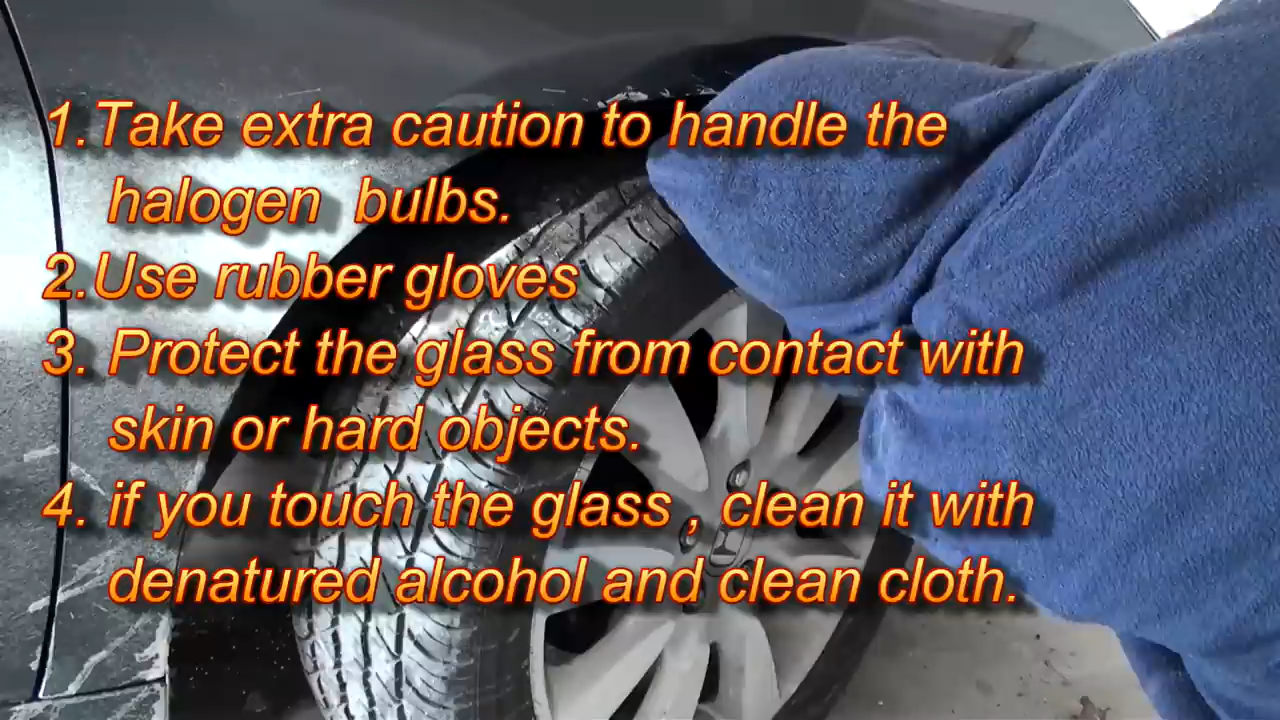 1.Take extra caution to handle the
halogen bulbs.
2.Use rubber gloves
3. Protect the glass from contact with
skin or hard objects.
4. if you touch the glass , clean it with
denatured alcohol and clean cloth.